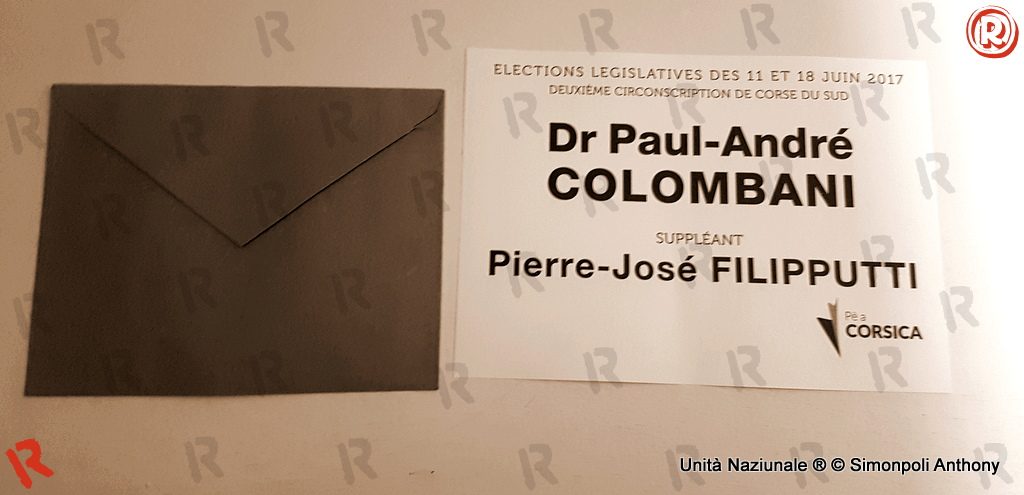 ELECTIONS LEGISLATIVES DES 11 ET 18 JUIN 2017
DEUXIÈME CIRCONSCRIPTION DE CORSE DU SUD
Dr Paul-André
COLOMBANI
SUPPLÉANT
Pierre-José FILIPPUTTI
Pè a
CORSICA
Unità Naziunale ® © Simonpoli Anthony